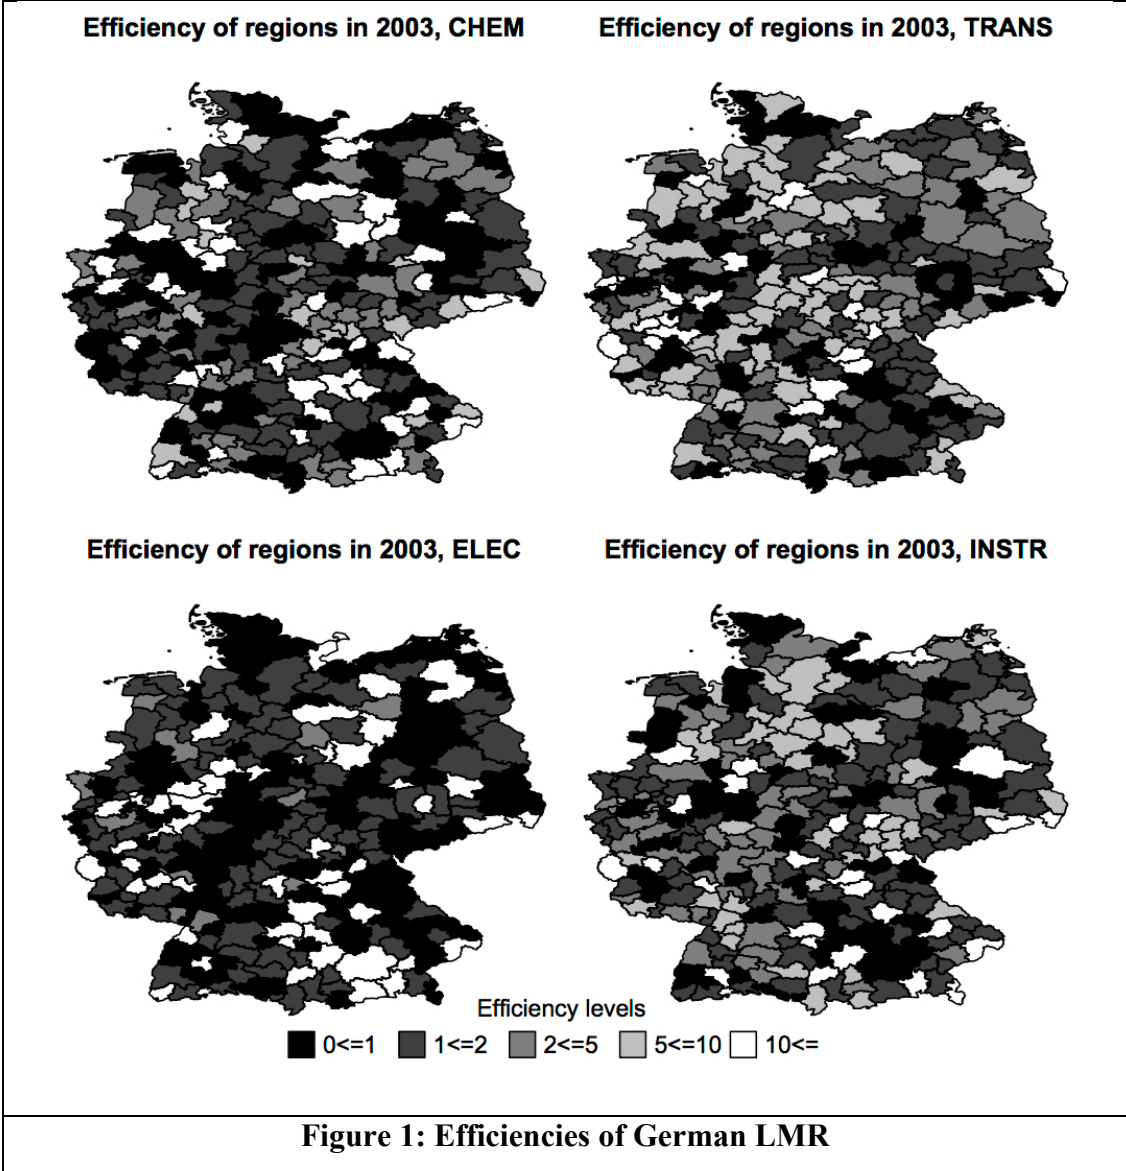 Efficiency of regions in 2003, CHEM
Efficiency of regions in 2003, TRANS
Efficiency of regions in 2003, ELEC
Efficiency of regions in 2003, INSTR
Efficiency levels
0<=1 1<=2 2<=5 5<=10 10<=
Figure 1: Efficiencies of German LMR